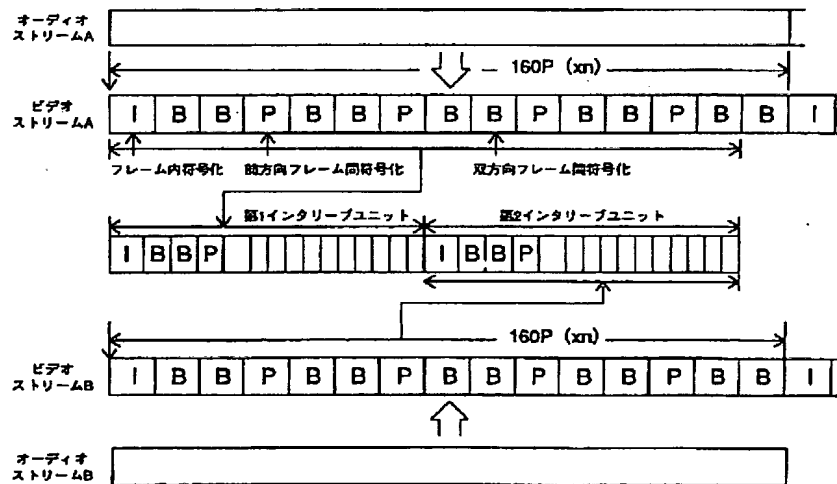 オーディオ
ストリームA
160P (xn)
ビデオ
ストリームA
I B B P B B P B B P B B P B B I
フレーム内符号化 前方向フレーム間符号化 双方向フレーム間符号化
第1インタリーブユニット 第2インタリーブユニット
I B B P I B B P
160P (xn)
ビデオ
ストリームB
I B B P B B P B B P B B P B B I
オーディオ
ストリームB